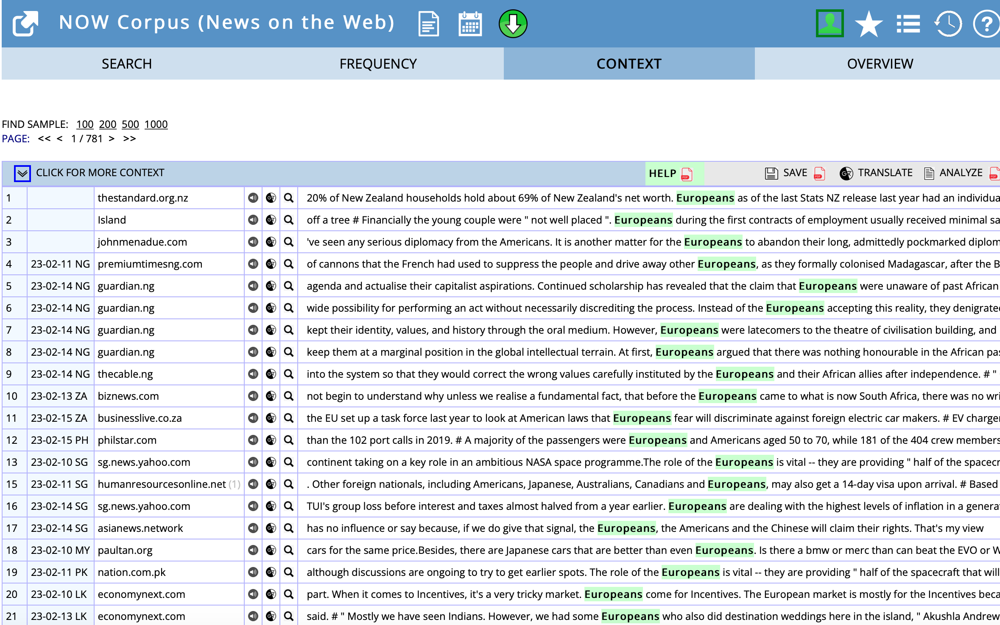 NOW Corpus (News on the Web)
SEARCH FREQUENCY CONTEXT OVERVIEW
FIND SAMPLE: 100 200 500 1000
PAGE: << < 1 / 781 > >>
CLICK FOR MORE CONTEXT HELP SAVE TRANSLATE ANALYZE
1 thestandard.org.nz 20% of New Zealand households hold about 69% of New Zealand's net worth. Europeans as of the last Stats NZ release last year had an individua
2 Island off a tree # Financially the young couple were " not well placed ". Europeans during the first contracts of employment usually received minimal sa
3 johnmenadue.com 've seen any serious diplomacy from the Americans. It is another matter for the Europeans to abandon their long, admittedly pockmarked diplom
4 23-02-11 NG premiumtimesng.com of cannons that the French had used to suppress the people and drive away other Europeans, as they formally colonised Madagascar, after the B
5 23-02-14 NG guardian.ng agenda and actualise their capitalist aspirations. Continued scholarship has revealed that the claim that Europeans were unaware of past African
6 23-02-14 NG guardian.ng wide possibility for performing an act without necessarily discrediting the process. Instead of the Europeans accepting this reality, they denigrate
7 23-02-14 NG guardian.ng kept their identity, values, and history through the oral medium. However, Europeans were latecomers to the theatre of civilisation building, and
8 23-02-14 NG guardian.ng keep them at a marginal position in the global intellectual terrain. At first, Europeans argued that there was nothing honourable in the African pas
9 23-02-14 NG thecable.ng into the system so that they would correct the wrong values carefully instituted by the Europeans and their African allies after independence. # "
10 23-02-13 ZA biznews.com not begin to understand why unless we realise a fundamental fact, that before the Europeans came to what is now South Africa, there was no wri
11 23-02-15 ZA businesslive.co.za the EU set up a task force last year to look at American laws that Europeans fear will discriminate against foreign electric car makers. # EV charger
12 23-02-15 PH philstar.com than the 102 port calls in 2019. # A majority of the passengers were Europeans and Americans aged 50 to 70, while 181 of the 404 crew members
13 23-02-10 SG sg.news.yahoo.com continent taking on a key role in an ambitious NASA space programme.The role of the Europeans is vital -- they are providing " half of the spacecr
15 23-02-11 SG humanresourcesonline.net (1) . Other foreign nationals, including Americans, Japanese, Australians, Canadians and Europeans, may also get a 14-day visa upon arrival. # Based
16 23-02-14 SG sg.news.yahoo.com TUI's group loss before interest and taxes almost halved from a year earlier. Europeans are dealing with the highest levels of inflation in a genera
17 23-02-14 SG asianews.network has no influence or say because, if we do give that signal, the Europeans, the Americans and the Chinese will claim their rights. That's my view
18 23-02-10 MY paultan.org cars for the same price.Besides, there are Japanese cars that are better than even Europeans. Is there a bmw or merc than can beat the EVO or W
19 23-02-11 PK nation.com.pk although discussions are ongoing to try to get earlier spots. The role of the Europeans is vital -- they are providing " half of the spacecraft that will
20 23-02-10 LK economynext.com part. When it comes to Incentives, it's a very tricky market. Europeans come for Incentives. The European market is mostly for the Incentives beca
21 23-02-13 LK economynext.com said. # " Mostly we have seen Indians. However, we had some Europeans who also did destination weddings here in the island, " Akushla Andrew